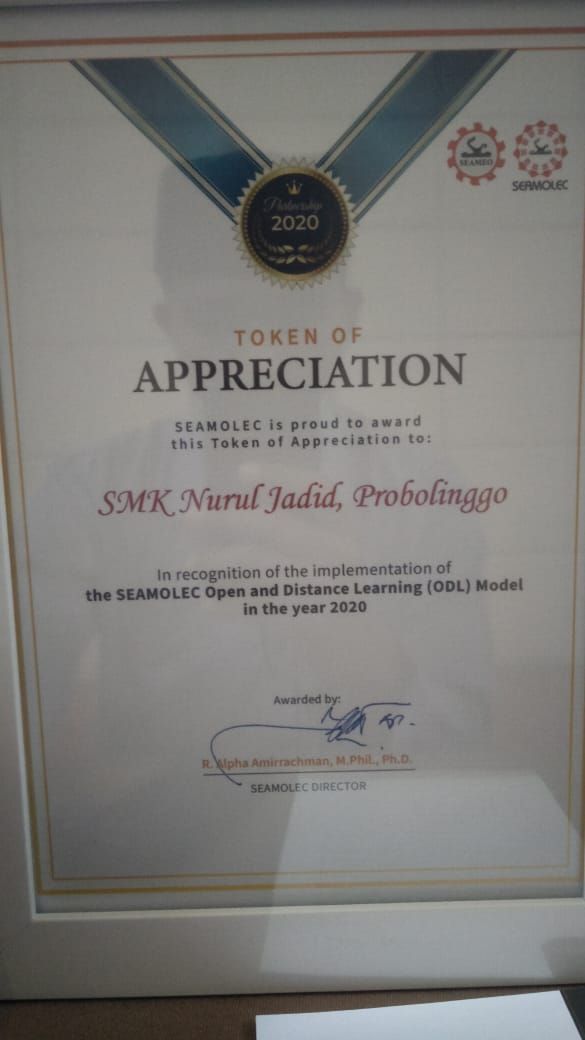 SEAMEO
SEAMOLEC
Partnership
2020
TOKEN OF
APPRECIATION
SEAMOLEC is proud to award
this Token of Appreciation to:
SMK Nurul Jadid, Probolinggo
In recognition of the implementation of
the SEAMOLEC Open and Distance Learning (ODL) Model
in the year 2020
Awarded by:
R. Alpha Amirrachman, M.Phil., Ph.D.
SEAMOLEC DIRECTOR